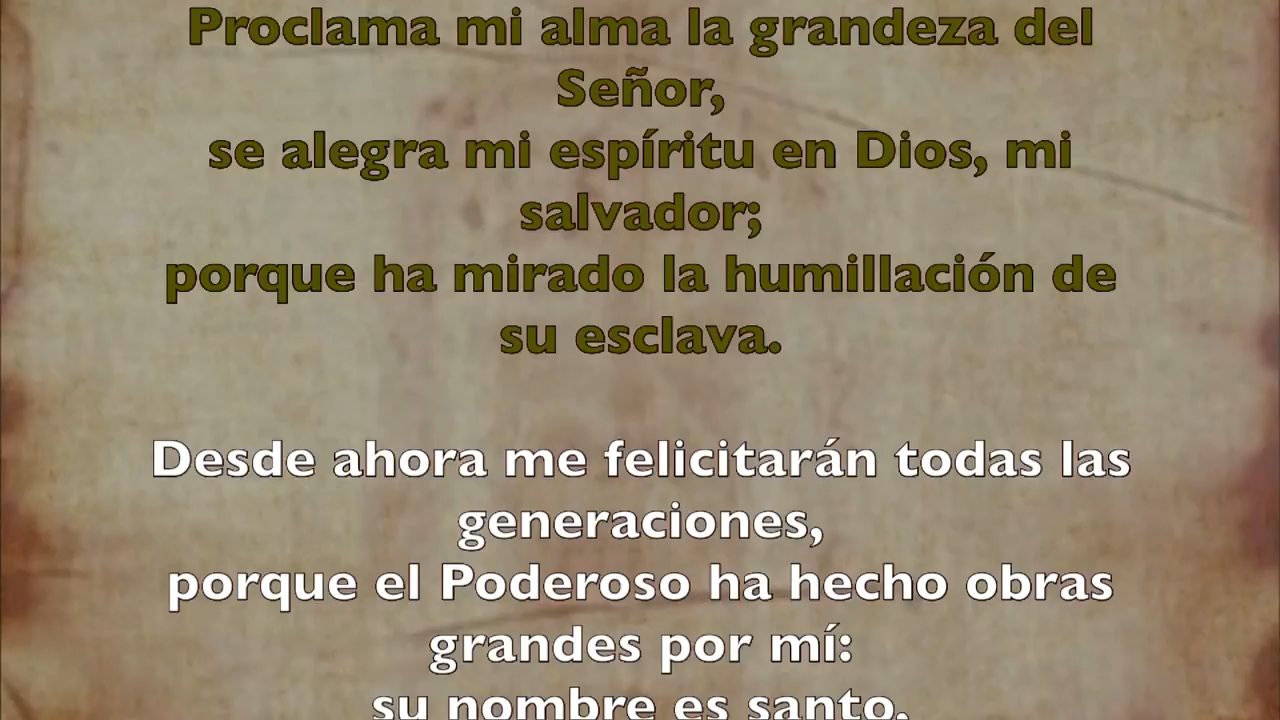 Proclama mi alma la grandeza del
Señor,
se alegra mi espíritu en Dios, mi
salvador;
porque ha mirado la humillación de
su esclava.
Desde ahora me felicitarán todas las
generaciones,
porque el Poderoso ha hecho obras
grandes por mí:
su nombre es santo,